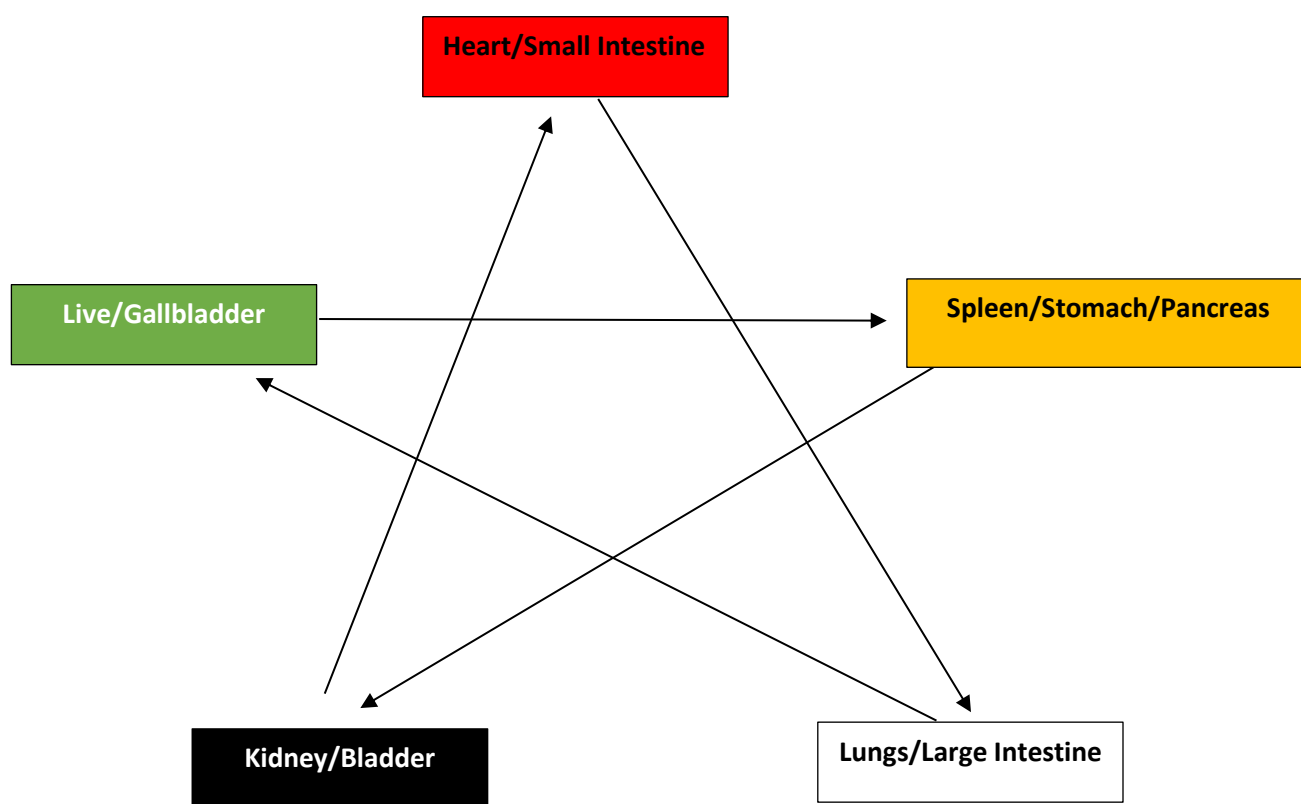 Heart/Small Intestine
Live/Gallbladder
Spleen/Stomach/Pancreas
Kidney/Bladder
Lungs/Large Intestine